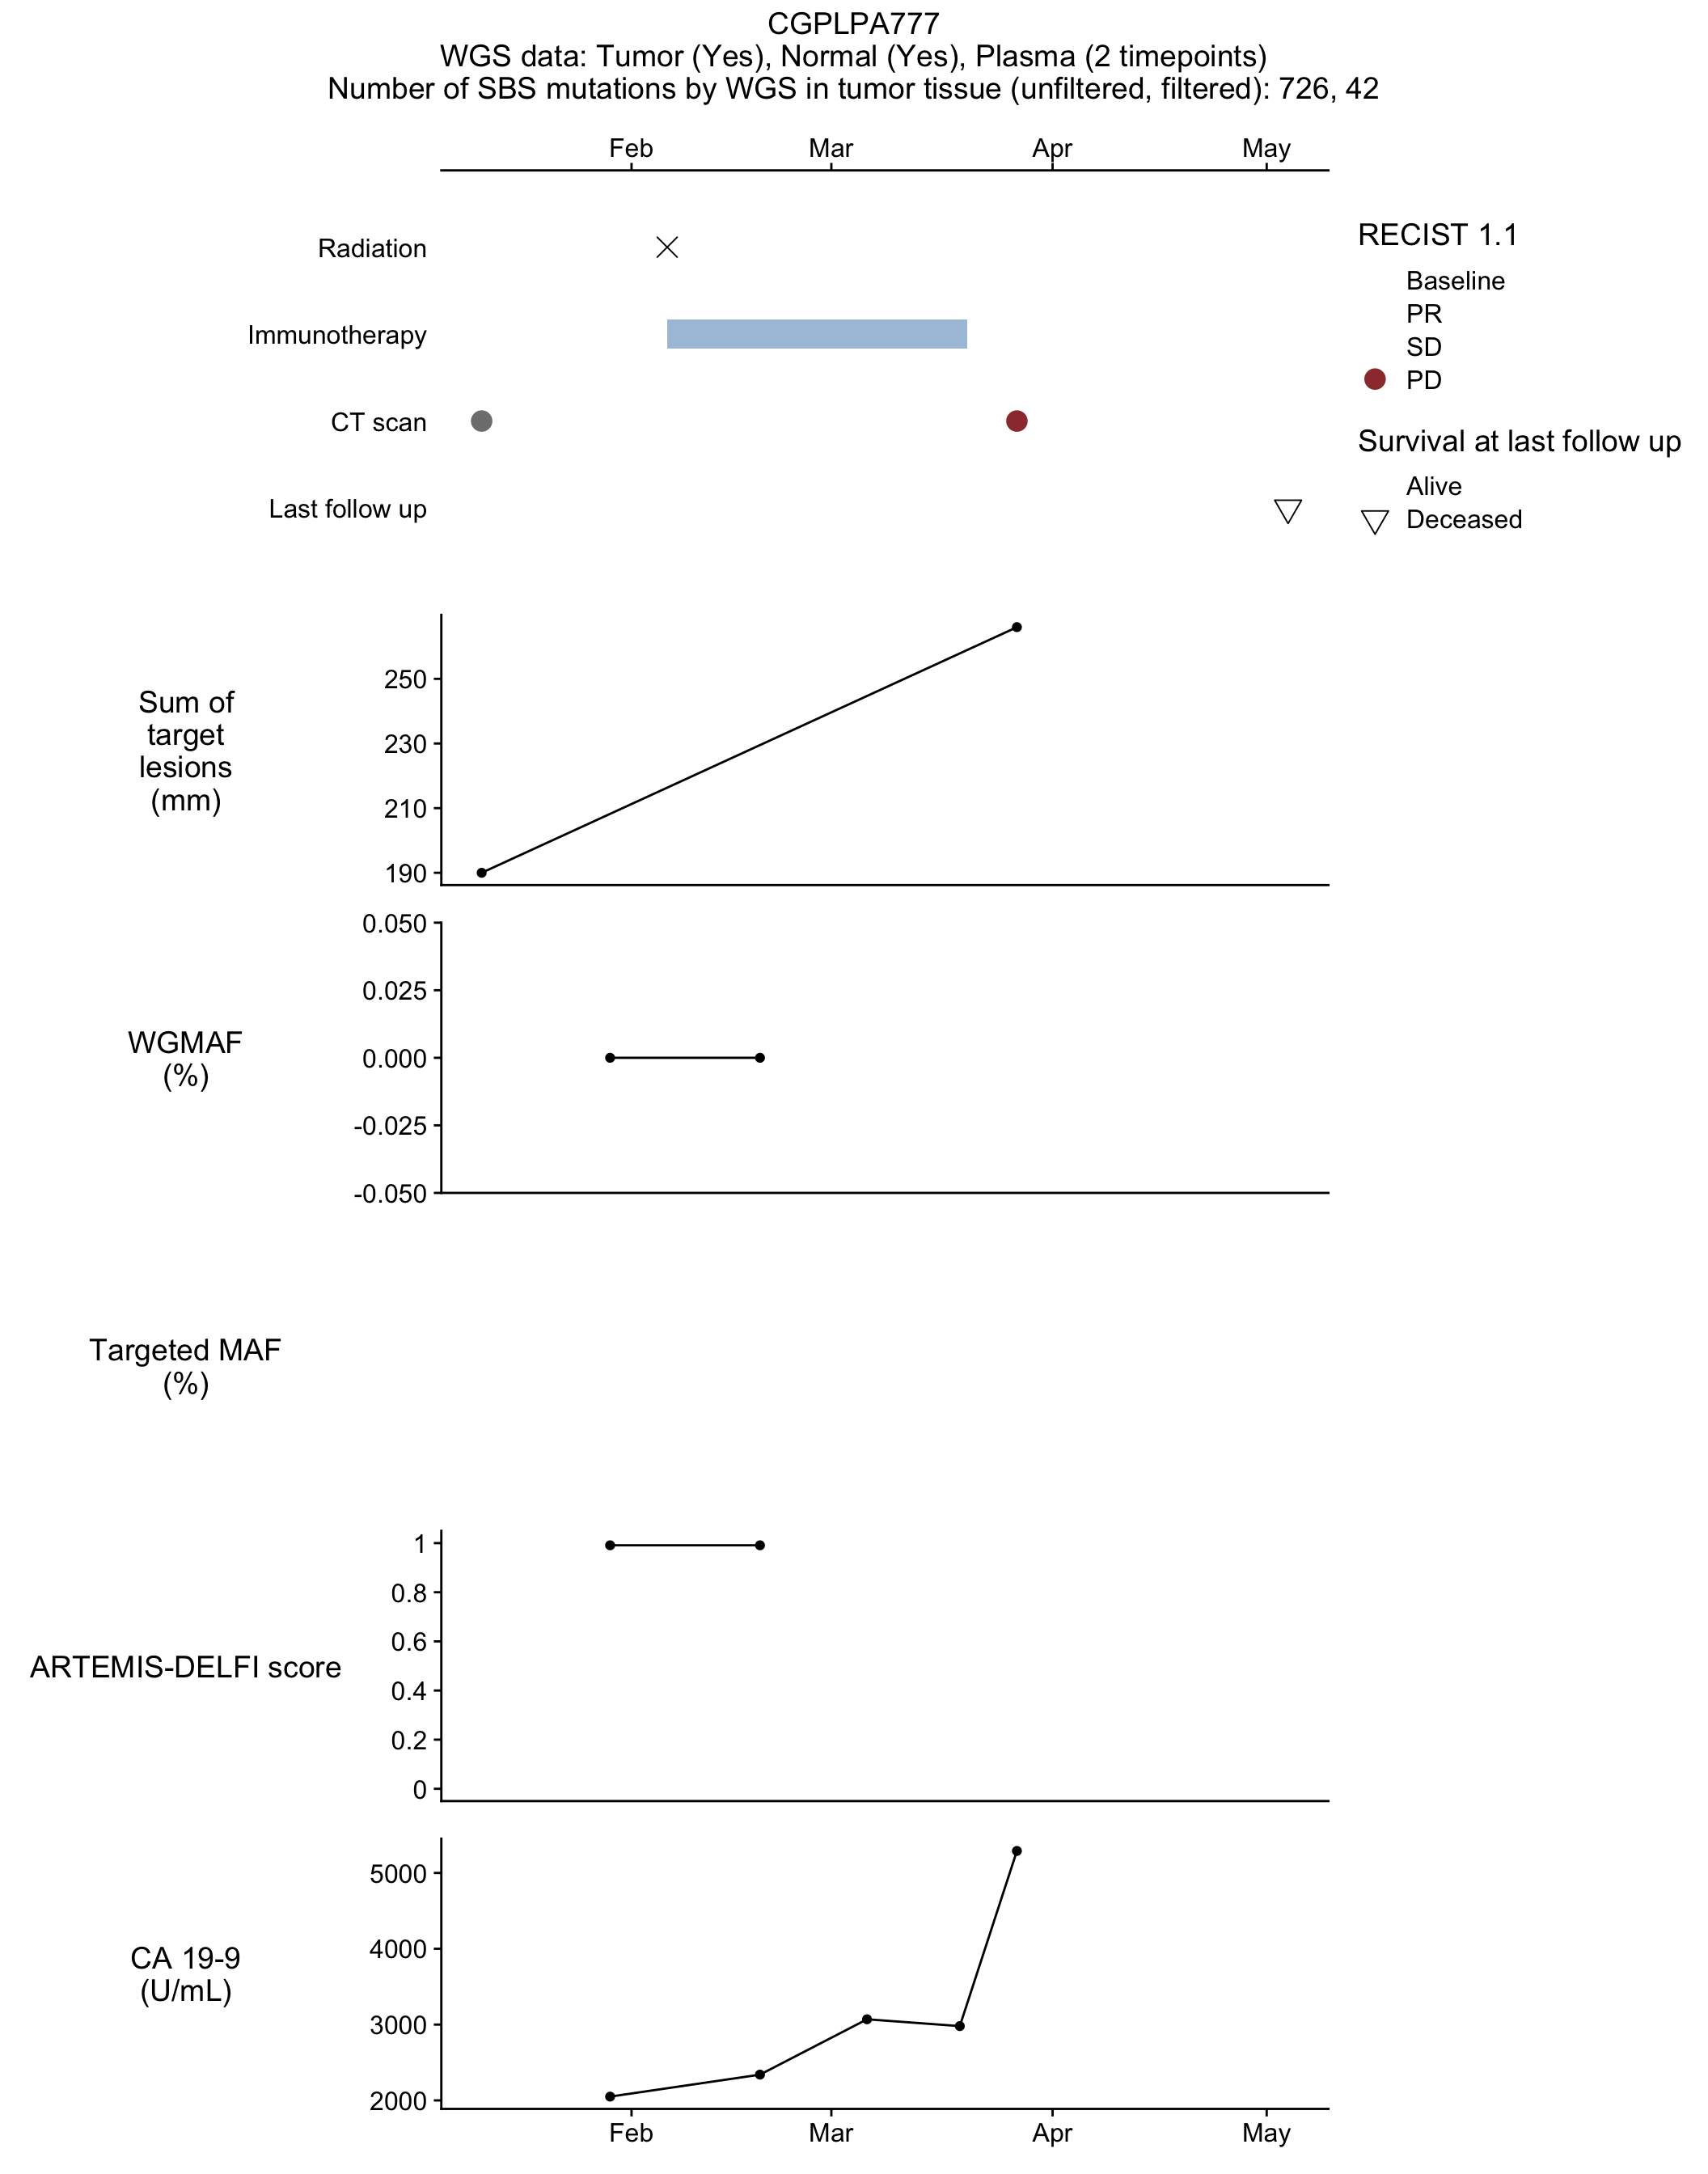 CGPLPA777
WGS data: Tumor (Yes), Normal (Yes), Plasma (2 timepoints)
Number of SBS mutations by WGS in tumor tissue (unfiltered, filtered): 726, 42
Feb Mar Apr May
Radiation
Immunotherapy
CT scan
Last follow up
RECIST 1.1
Baseline
PR
SD
PD
Survival at last follow up
Alive
Deceased
Sum of
target
lesions
(mm)
250
230
210
190
WGMAF
(%)
0.050
0.025
0.000
-0.025
-0.050
Targeted MAF
(%)
ARTEMIS-DELFI score
1
0.8
0.6
0.4
0.2
0
CA 19-9
(U/mL)
5000
4000
3000
2000
Feb Mar Apr May